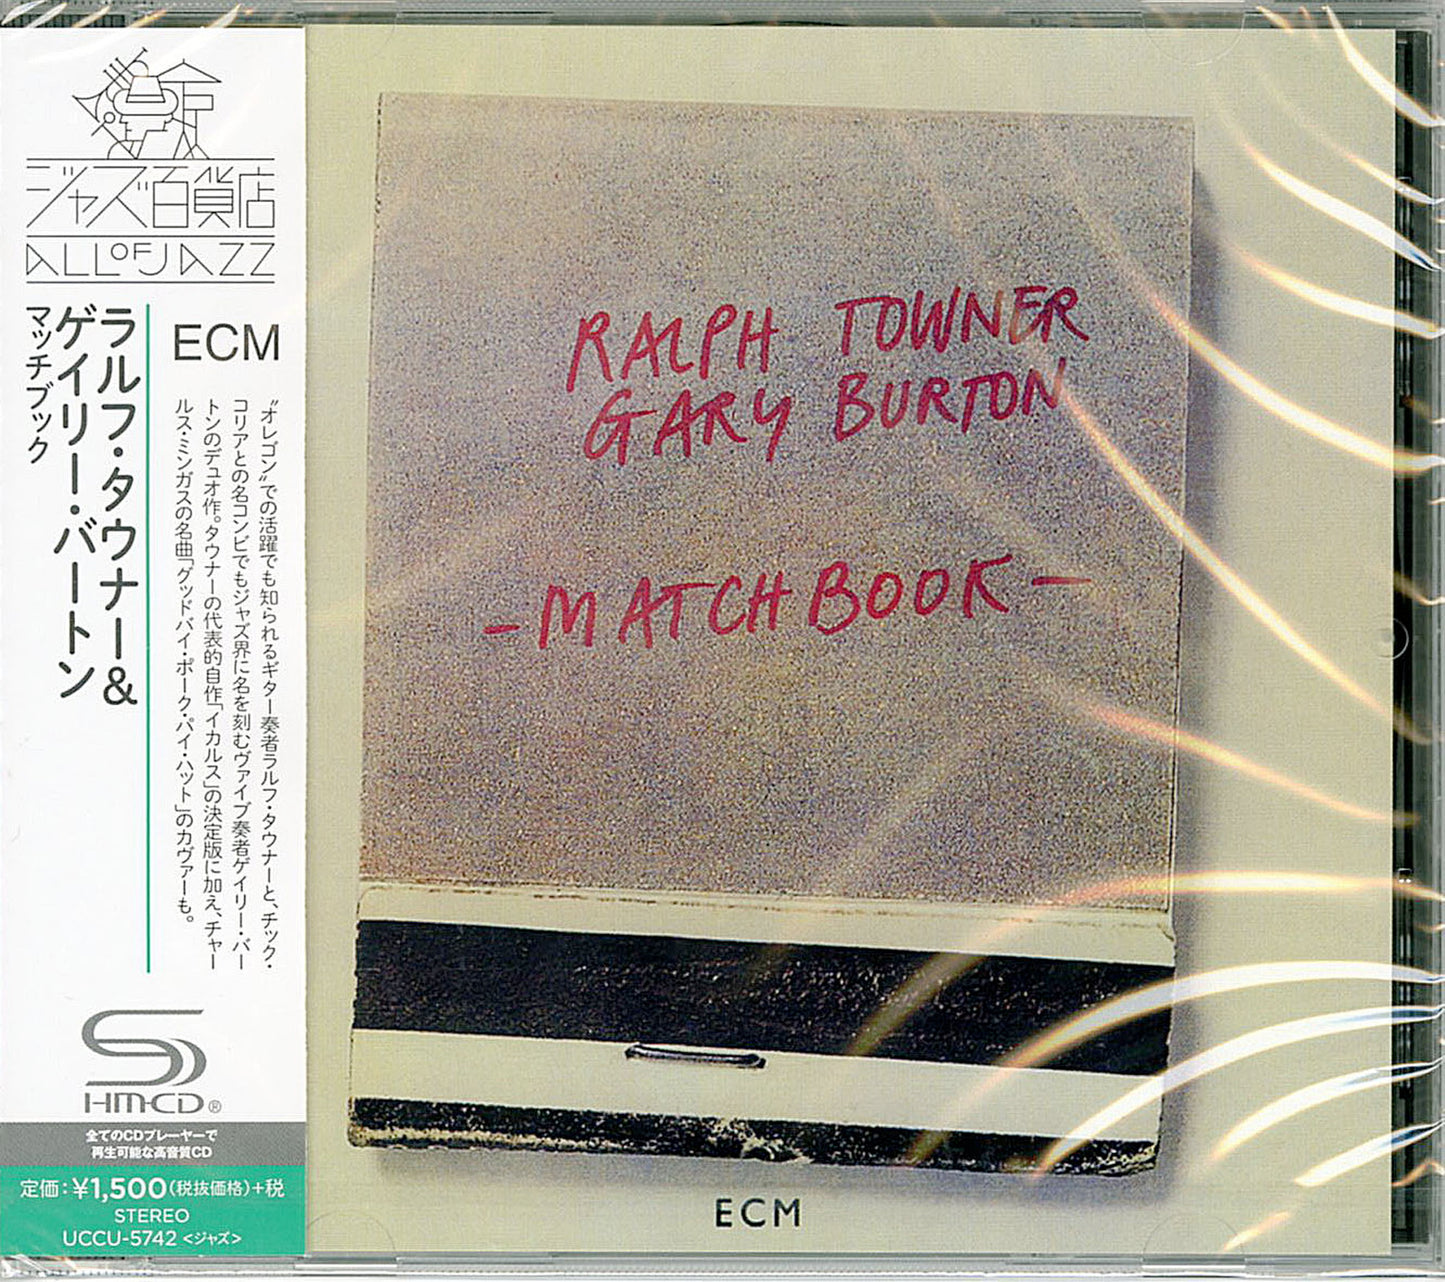 ジャズ百貨店
ALL OF JAZZ
ECM
ラルフ・タウナー&
ゲイリー・バートン
マッチブック
“オレゴン”での活躍でも知られるギター奏者ラルフ・タウナーと、チック・
コリアとの名コンビでもジャズ界に名を刻むヴァイブ奏者ゲイリー・バー
トンのデュオ作。タウナーの代表的自作「イカルス」の決定版に加え、チャー
ルス・ミンガスの名曲「グッドバイ・ポーク・パイ・ハット」のカヴァーも。
SHM-CD®
全てのCDプレーヤーで
再生可能な高音質CD
定価:¥1,500(税抜価格)+税
STEREO
UCCU-5742 <ジャズ>
RALPH TOWNER
GARY BURTON
-MATCHBOOK-
ECM